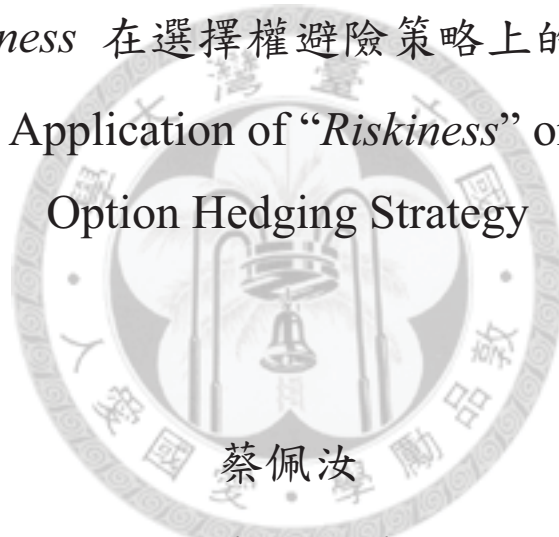 ness 在選擇權避險策略上的
Application of “Riskiness” on
Option Hedging Strategy
蔡佩汝